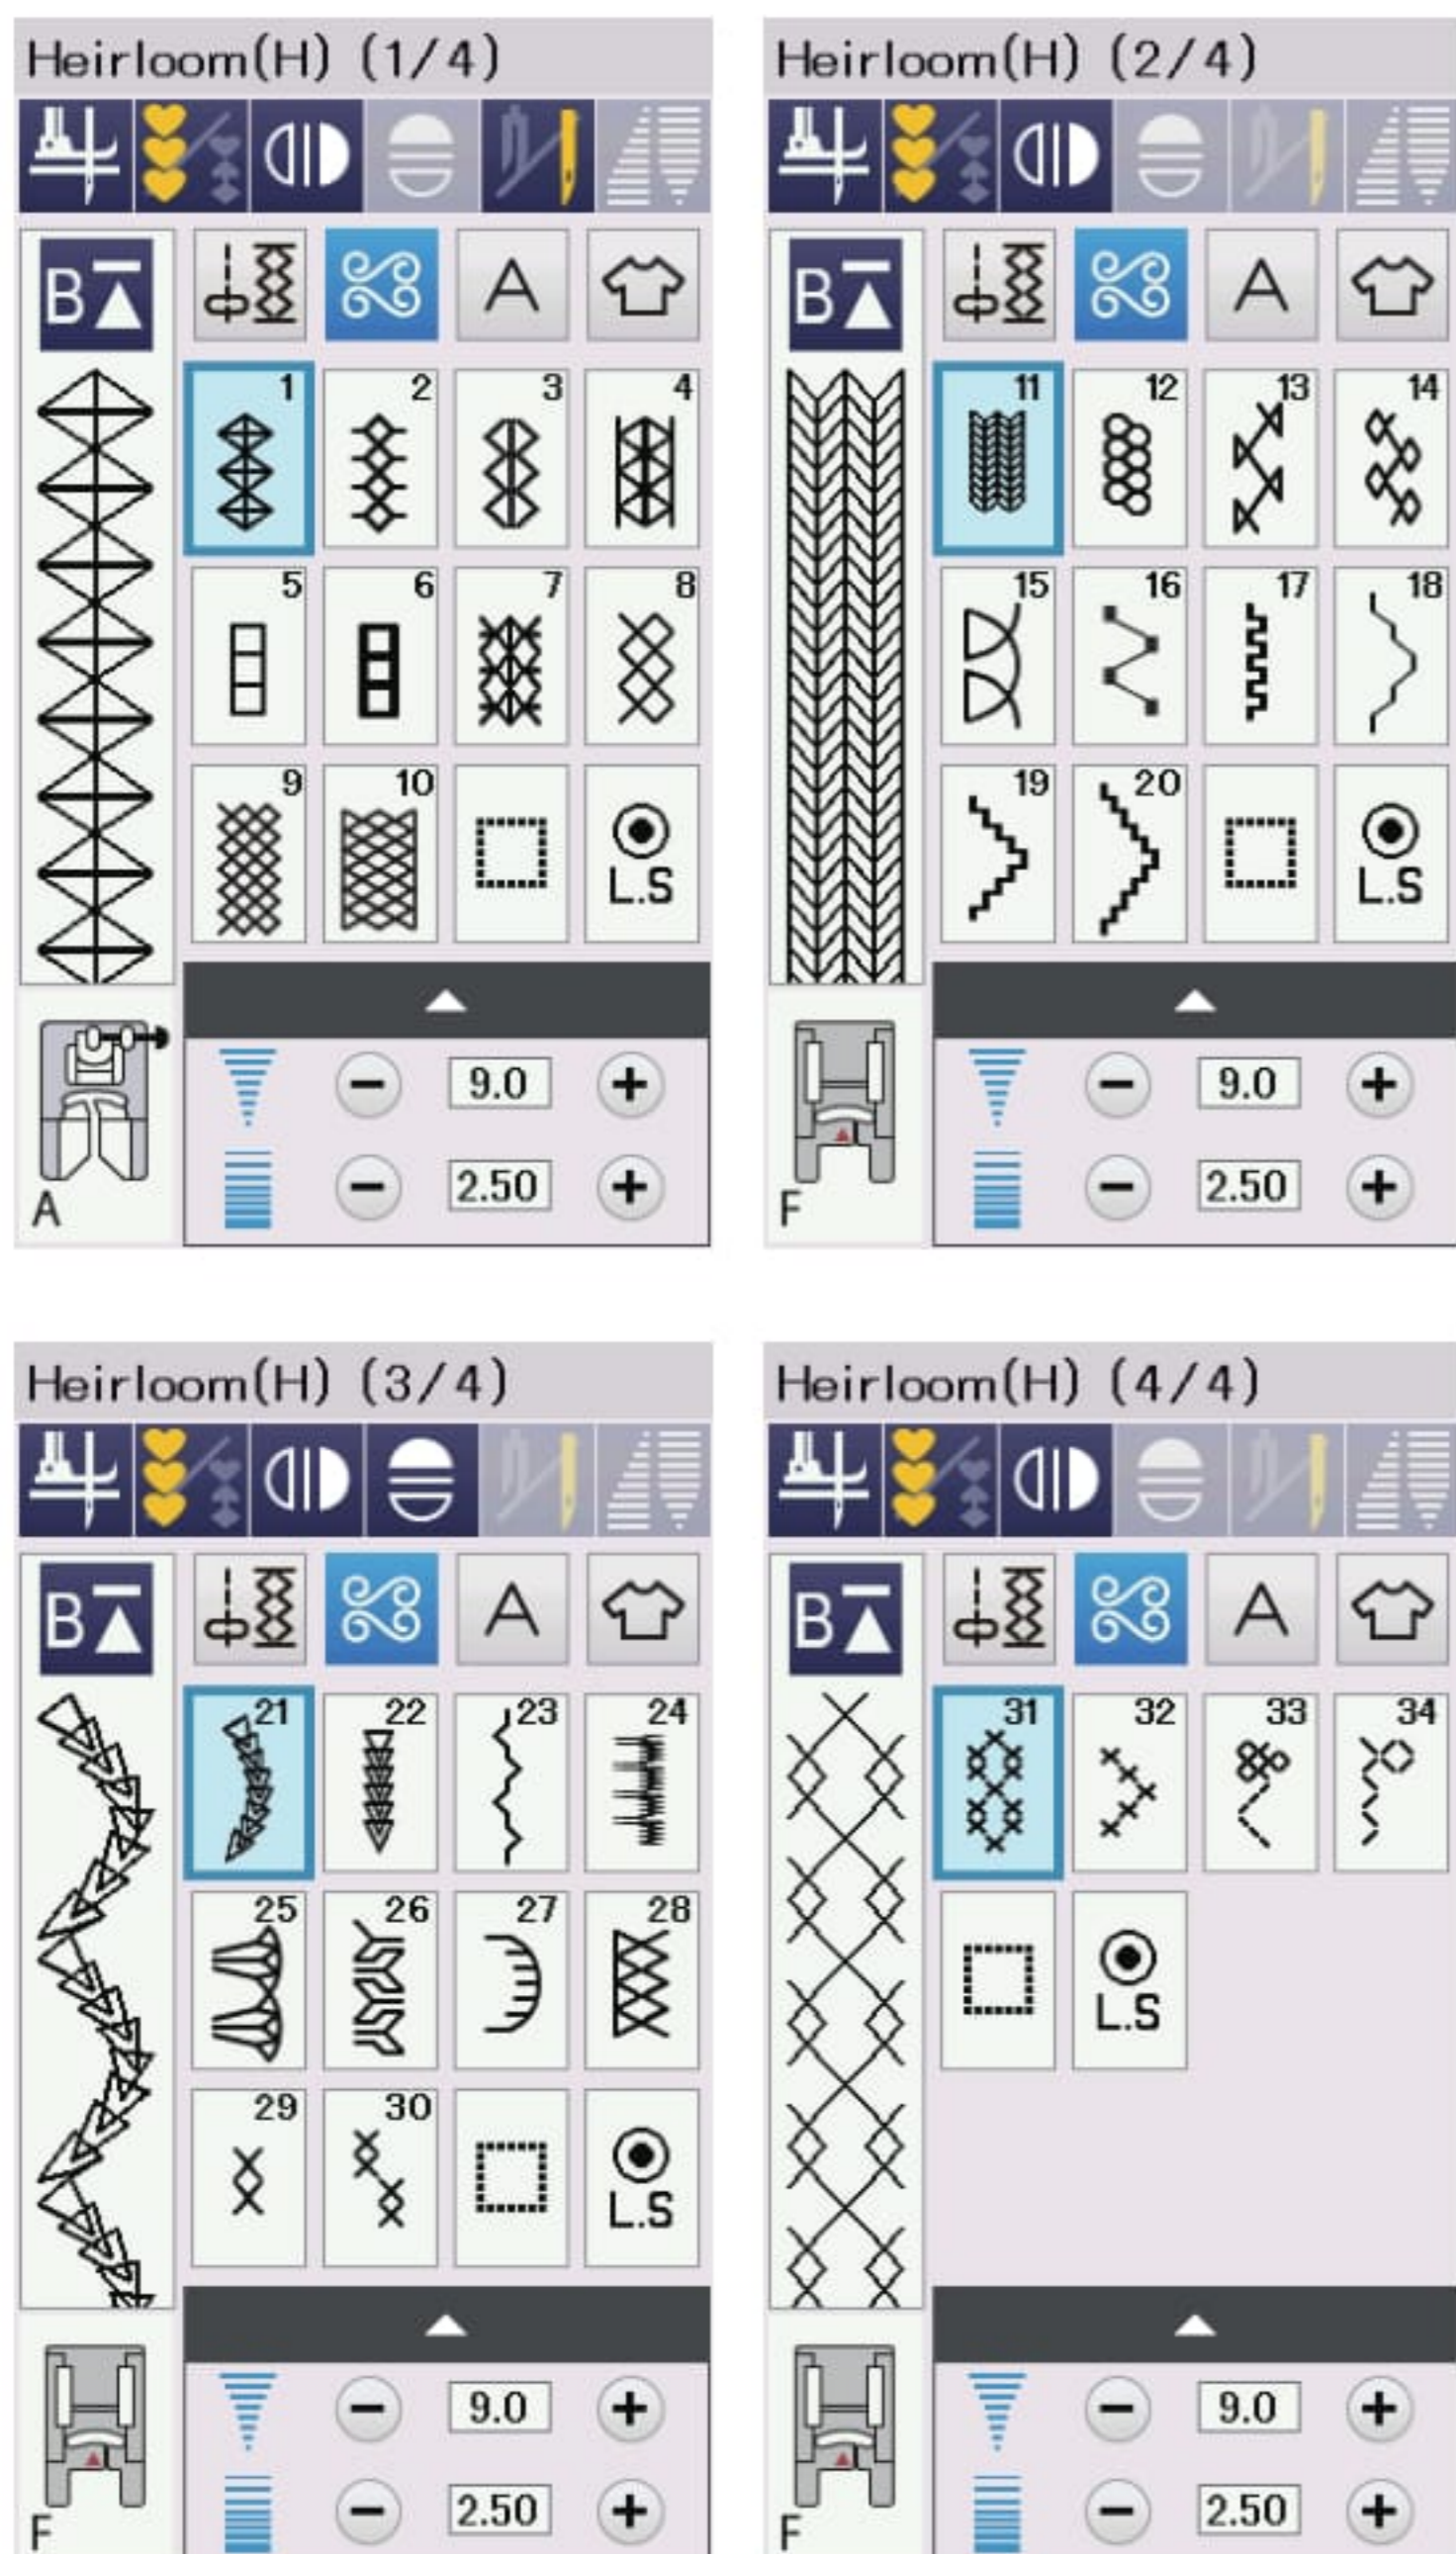 Heirloom(H) (1/4)
B A
1 2 3 4
5 6 7 8
9 10
L.S
9.0
2.50
A
Heirloom(H) (2/4)
B A
11 12 13 14
15 16 17 18
19 20
L.S
9.0
2.50
F
Heirloom(H) (3/4)
B A
21 22 23 24
25 26 27 28
29 30
L.S
9.0
2.50
F
Heirloom(H) (4/4)
B A
31 32 33 34
L.S
9.0
2.50
F